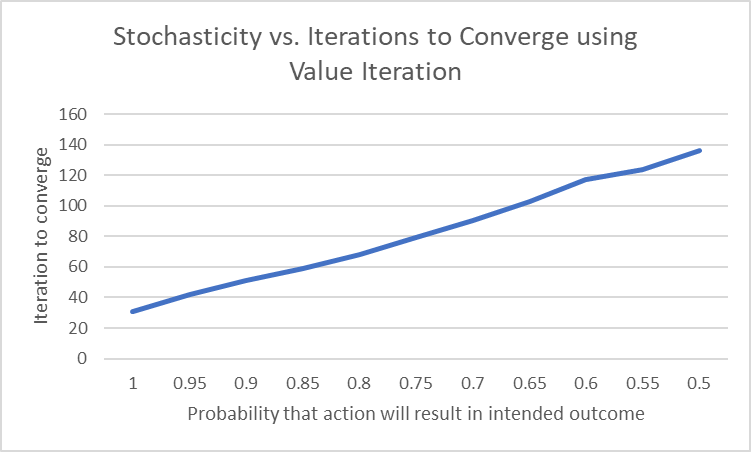 Stochasticity vs. Iterations to Converge using
Value Iteration
Iteration to converge
160
140
120
100
80
60
40
20
0
1 0.95 0.9 0.85 0.8 0.75 0.7 0.65 0.6 0.55 0.5
Probability that action will result in intended outcome